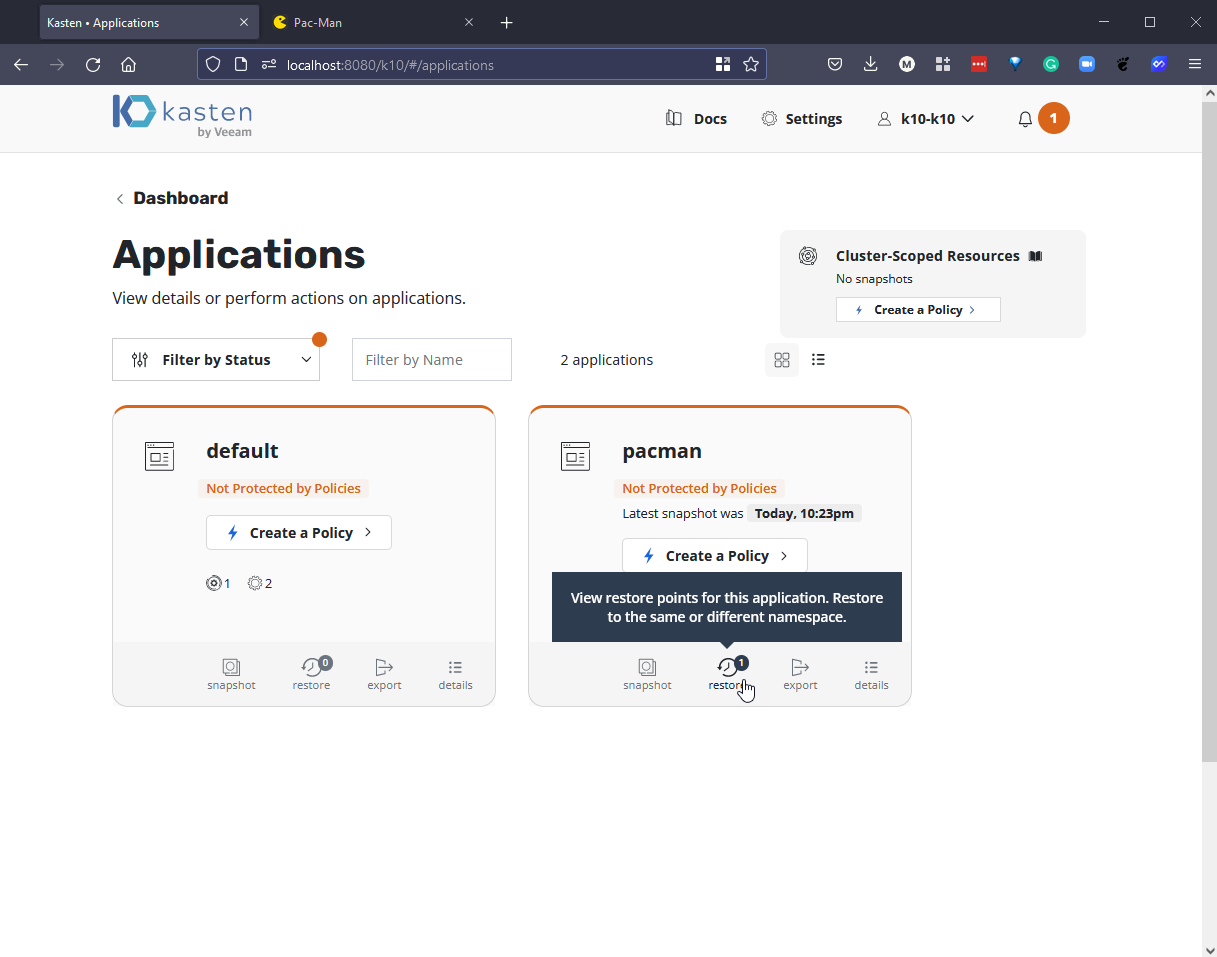 Kasten • Applications
Pac-Man
localhost:8080/k10/#/applications
kasten
by Veeam
Docs
Settings
k10-k10
1
Dashboard
Applications
View details or perform actions on applications.
Cluster-Scoped Resources
No snapshots
Create a Policy
Filter by Status
Filter by Name
2 applications
default
Not Protected by Policies
Create a Policy
1
2
0
snapshot
restore
export
details
pacman
Not Protected by Policies
Latest snapshot was Today, 10:23pm
Create a Policy
View restore points for this application. Restore
to the same or different namespace.
1
snapshot
restore
export
details